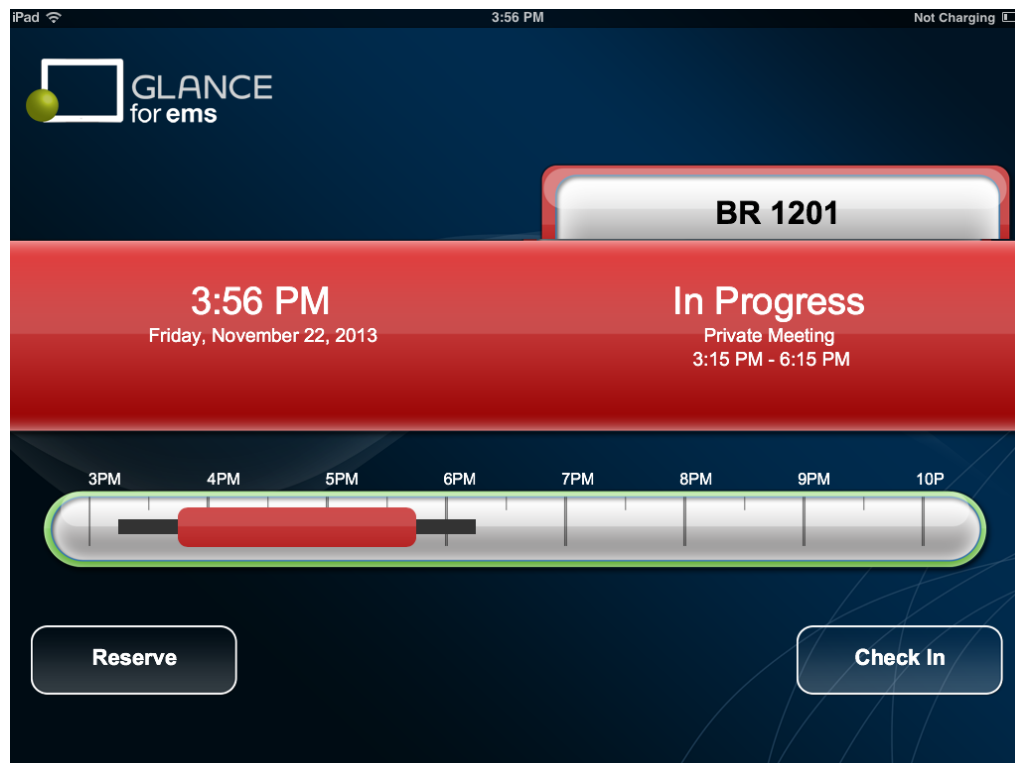 iPad 3:56 PM Not Charging
GLANCE
for ems
BR 1201
3:56 PM
Friday, November 22, 2013
In Progress
Private Meeting
3:15 PM - 6:15 PM
3PM 4PM 5PM 6PM 7PM 8PM 9PM 10P
Reserve
Check In